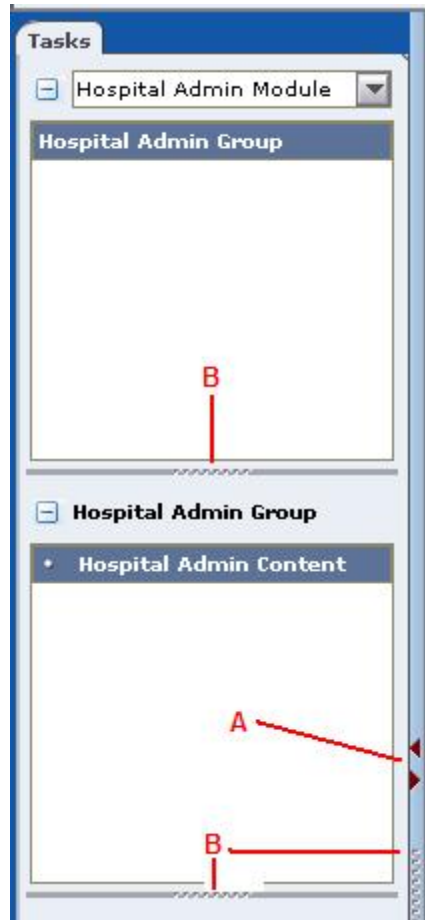 Tasks
Hospital Admin Module
Hospital Admin Group
B
Hospital Admin Group
Hospital Admin Content
A
B